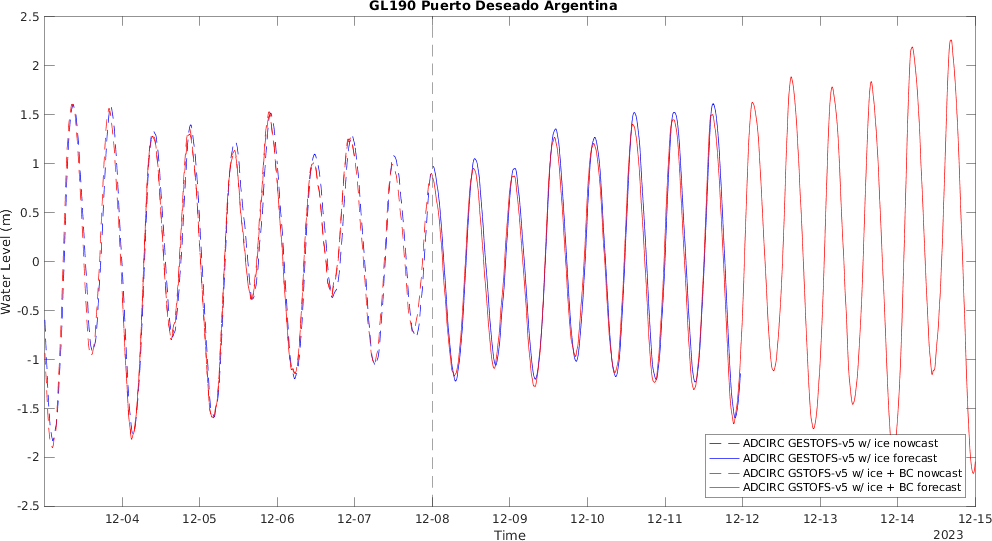 GL190 Puerto Deseado Argentina
2.5
2
1.5
1
0.5
0
-0.5
-1
-1.5
-2
-2.5
Water Level (m)
ADCIRC GESTOFS-v5 w/ ice nowcast
ADCIRC GESTOFS-v5 w/ ice forecast
ADCIRC GSTOFS-v5 w/ ice + BC nowcast
ADCIRC GSTOFS-v5 w/ ice + BC forecast
12-04 12-05 12-06 12-07 12-08 12-09 12-10 12-11 12-12 12-13 12-14 12-15
Time
2023